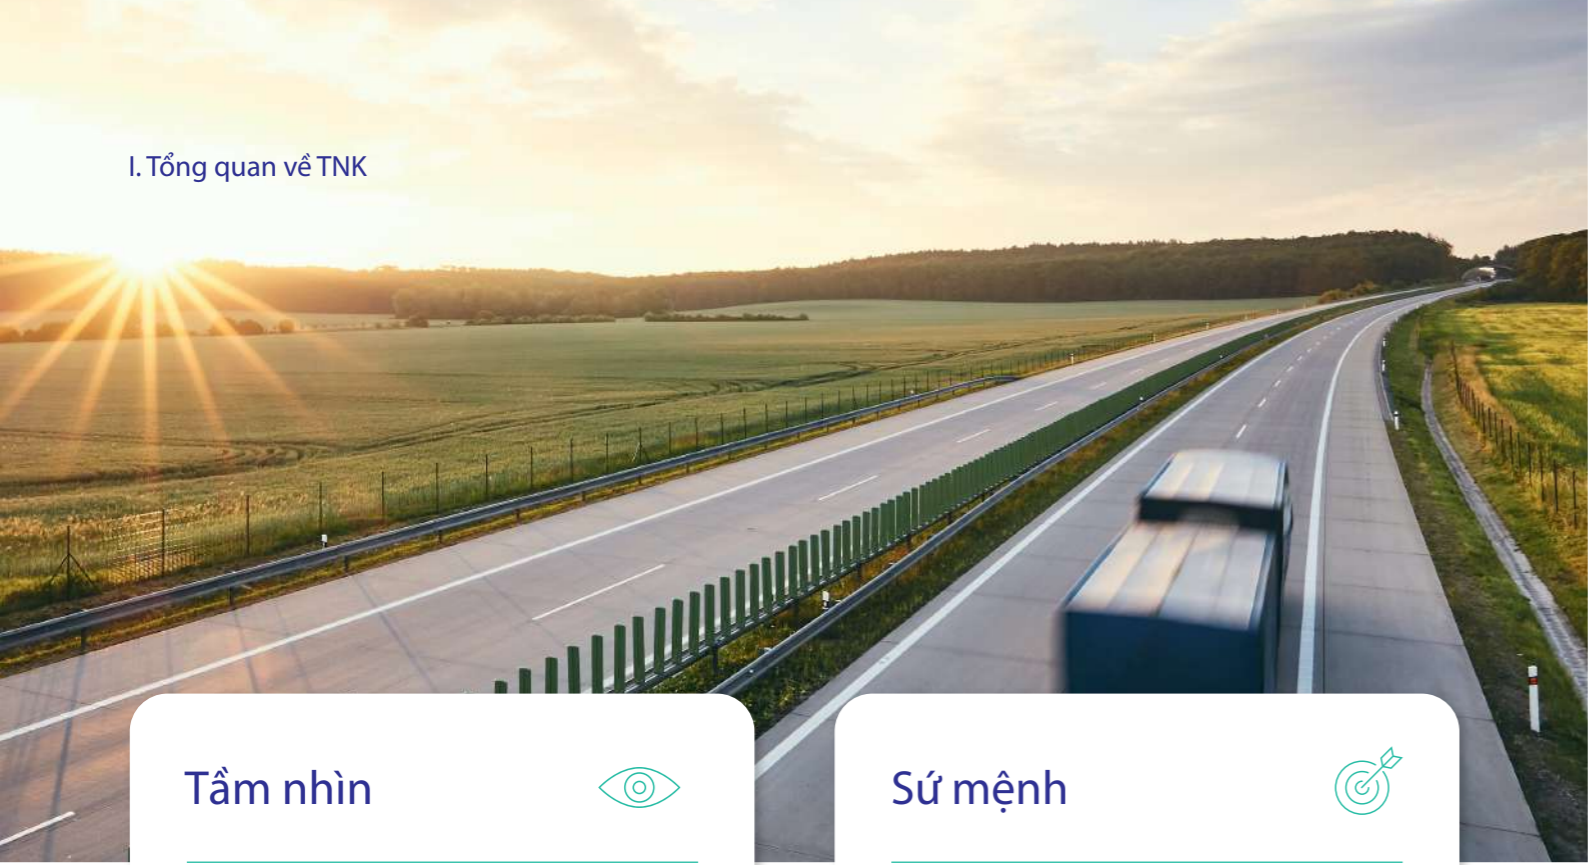 I. Tổng quan về TNK
Tầm nhìn
Sứ mệnh